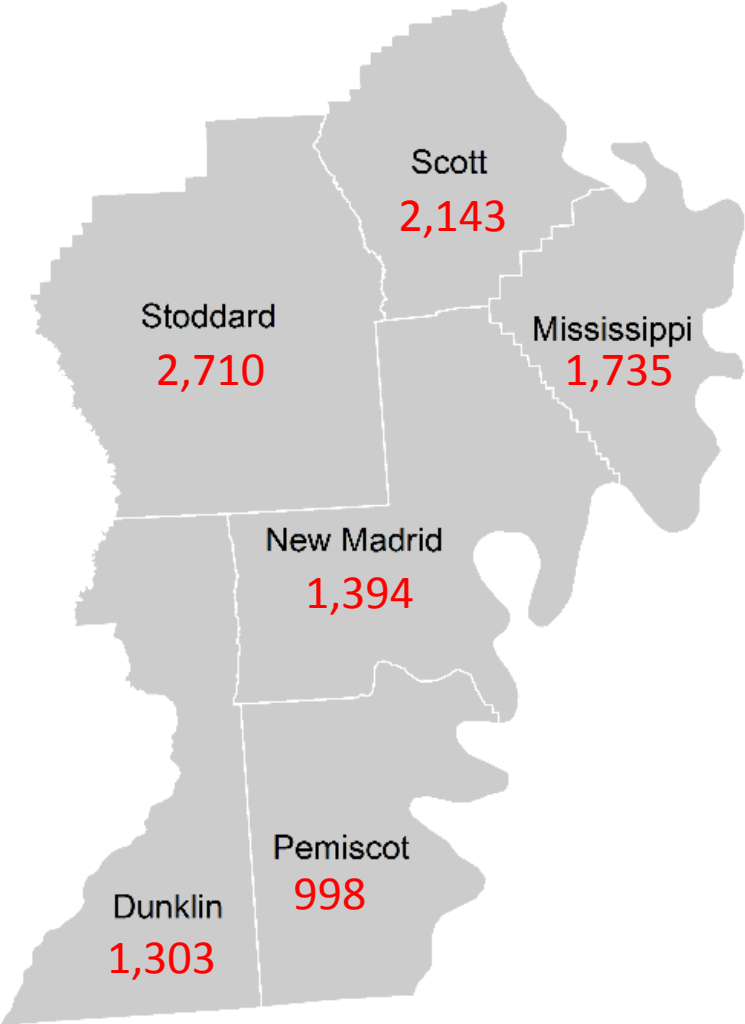 Scott
2,143
Stoddard
2,710
Mississippi
1,735
New Madrid
1,394
Pemiscot
998
Dunklin
1,303